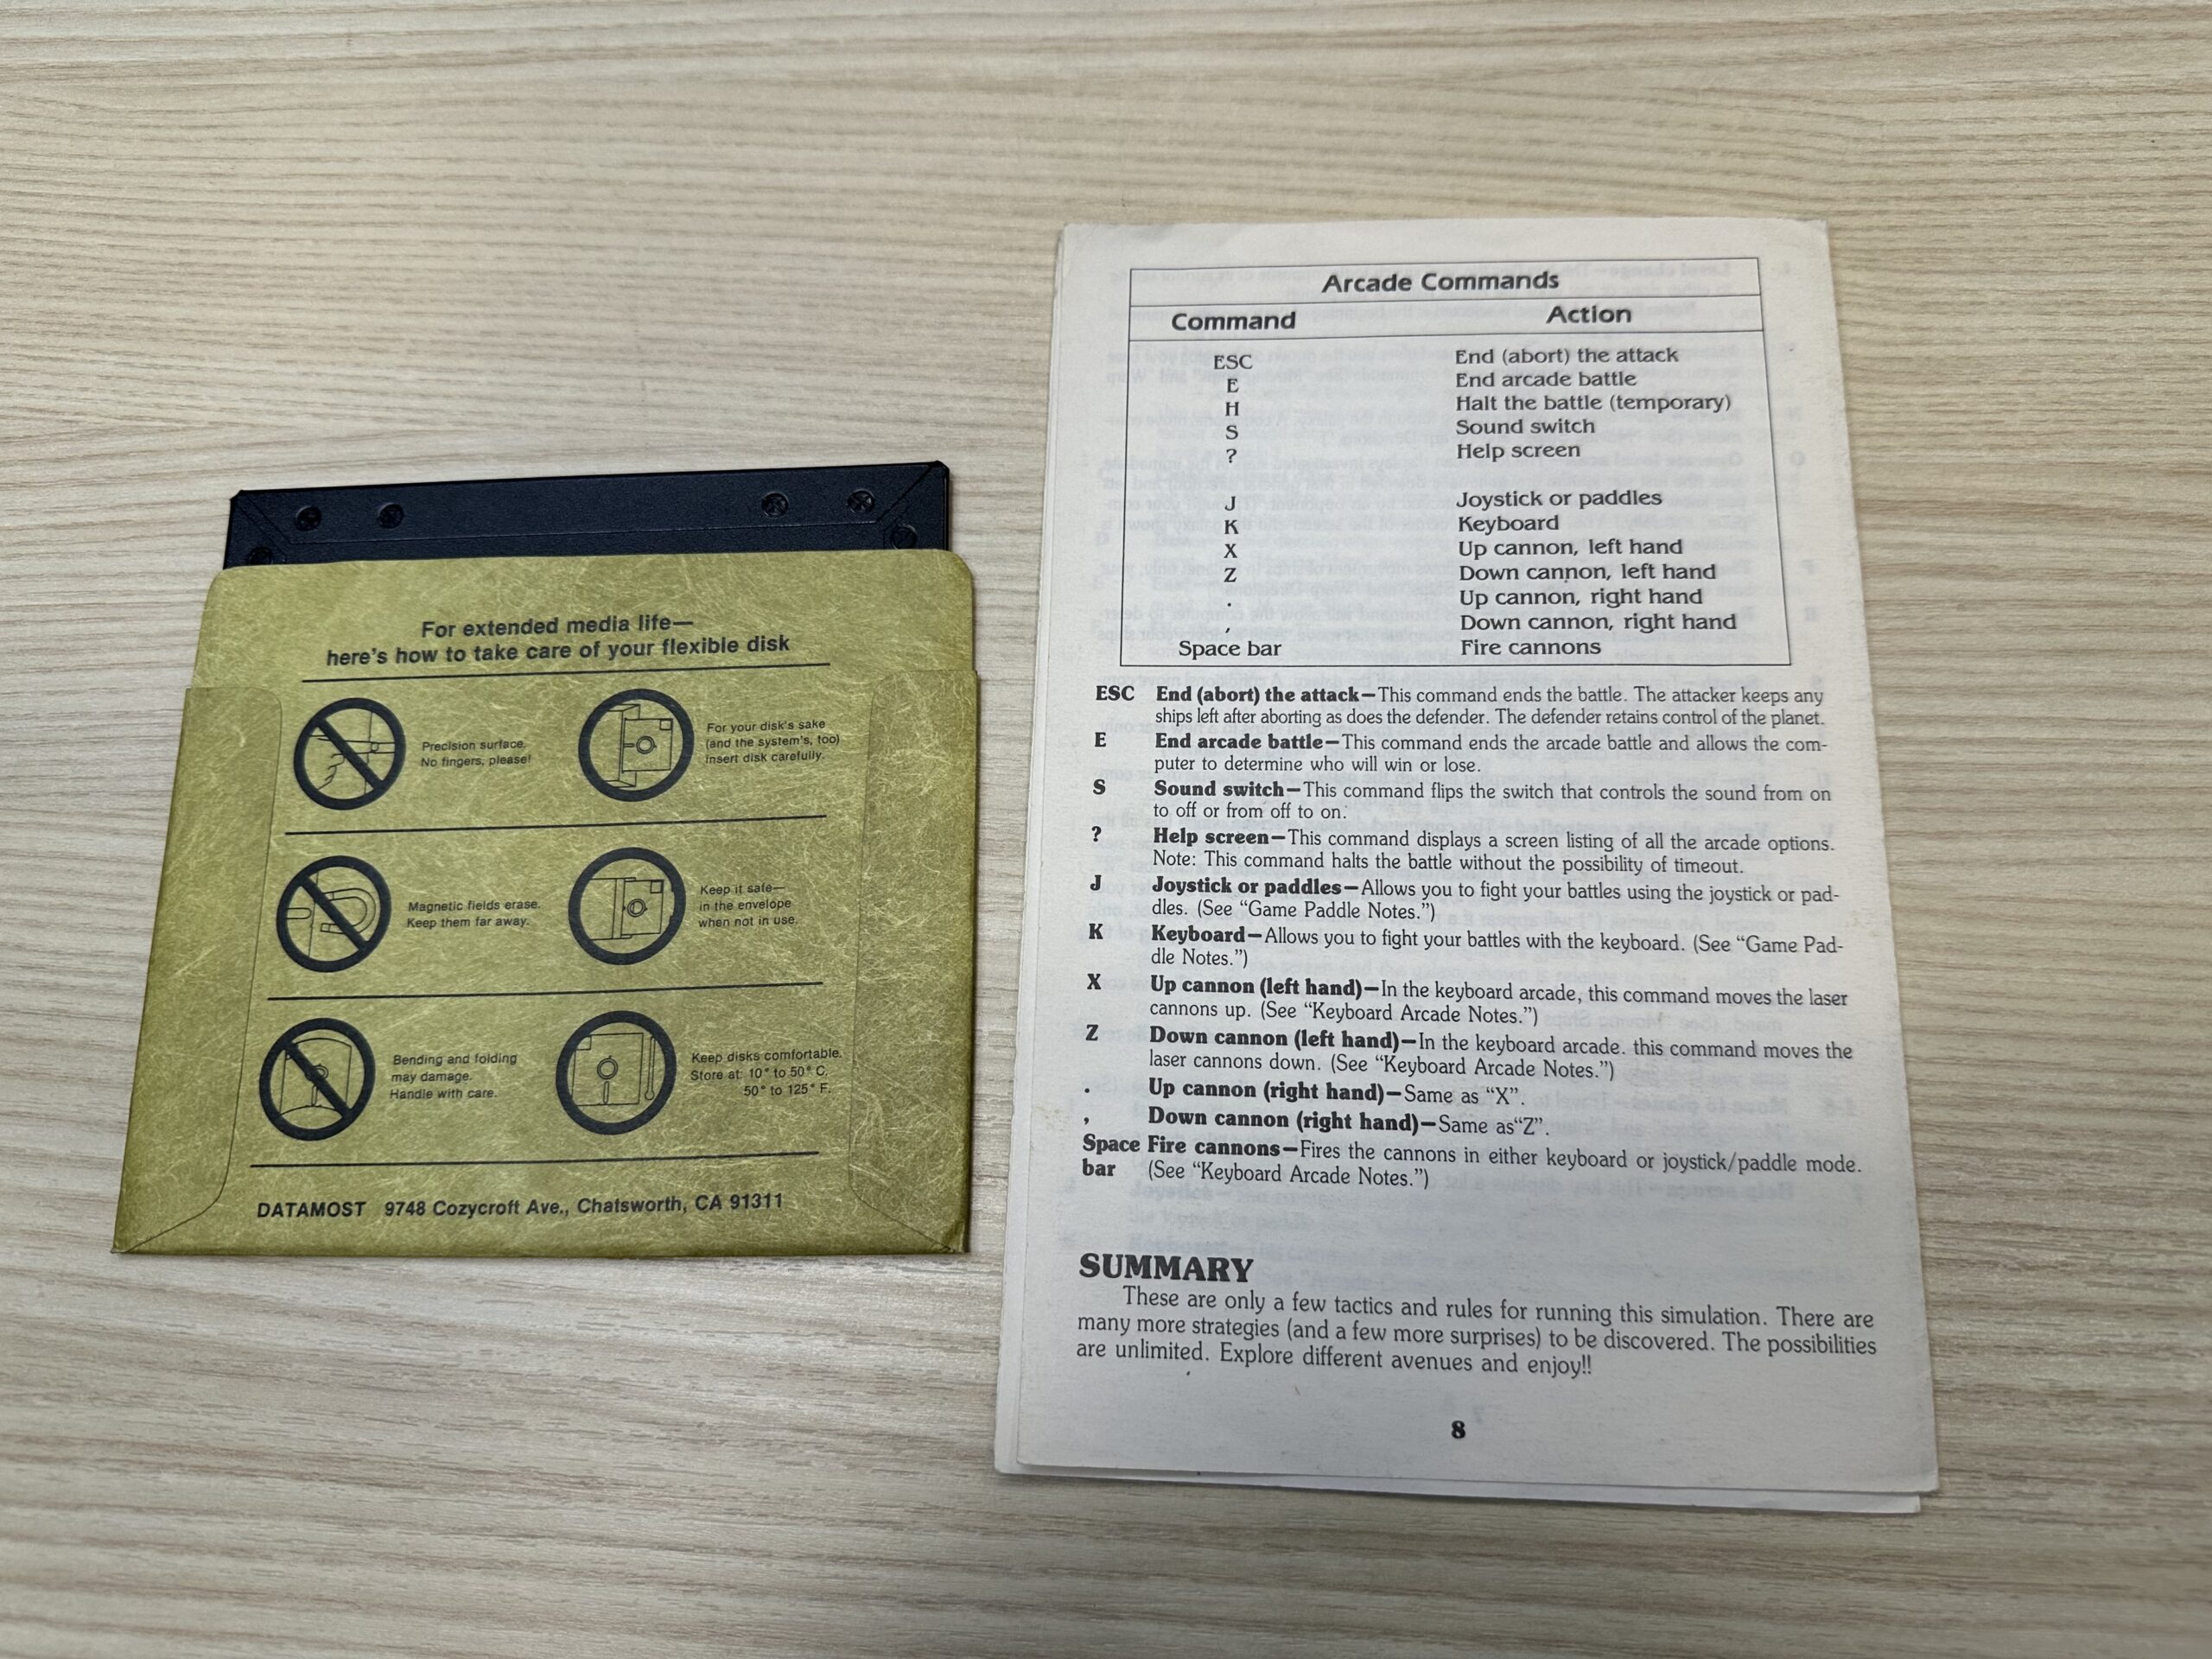 For extended media life—
here's how to take care of your flexible disk
Precision surface.
No fingers, please!
For your disk's sake
(and the system's, too)
Insert disk carefully.
Magnetic fields erase.
Keep them far away.
Keep it safe—
in the envelope
when not in use.
Bending and folding
may damage.
Handle with care.
Keep disks comfortable.
Store at: 10° to 50° C.
50° to 125° F.
DATAMOST 9748 Cozycroft Ave., Chatsworth, CA 91311
Arcade Commands
Command Action
ESC End (abort) the attack
E End arcade battle
H Halt the battle (temporary)
S Sound switch
? Help screen
J Joystick or paddles
K Keyboard
X Up cannon, left hand
Z Down cannon, left hand
. Up cannon, right hand
, Down cannon, right hand
Space bar Fire cannons
ESC End (abort) the attack—This command ends the battle. The attacker keeps any
ships left after aborting as does the defender. The defender retains control of the planet.
E End arcade battle—This command ends the arcade battle and allows the com-
puter to determine who will win or lose.
S Sound switch—This command flips the switch that controls the sound from on
to off or from off to on.
? Help screen—This command displays a screen listing of all the arcade options.
Note: This command halts the battle without the possibility of timeout.
J Joystick or paddles—Allows you to fight your battles using the joystick or pad-
dles. (See “Game Paddle Notes.”)
K Keyboard—Allows you to fight your battles with the keyboard. (See “Game Pad-
dle Notes.”)
X Up cannon (left hand)—In the keyboard arcade, this command moves the laser
cannons up. (See “Keyboard Arcade Notes.”)
Z Down cannon (left hand)—In the keyboard arcade. this command moves the
laser cannons down. (See “Keyboard Arcade Notes.”)
. Up cannon (right hand)—Same as “X”.
, Down cannon (right hand)—Same as“Z”.
Space Fire cannons—Fires the cannons in either keyboard or joystick/paddle mode.
bar (See “Keyboard Arcade Notes.”)
SUMMARY
These are only a few tactics and rules for running this simulation. There are
many more strategies (and a few more surprises) to be discovered. The possibilities
are unlimited. Explore different avenues and enjoy!!
8